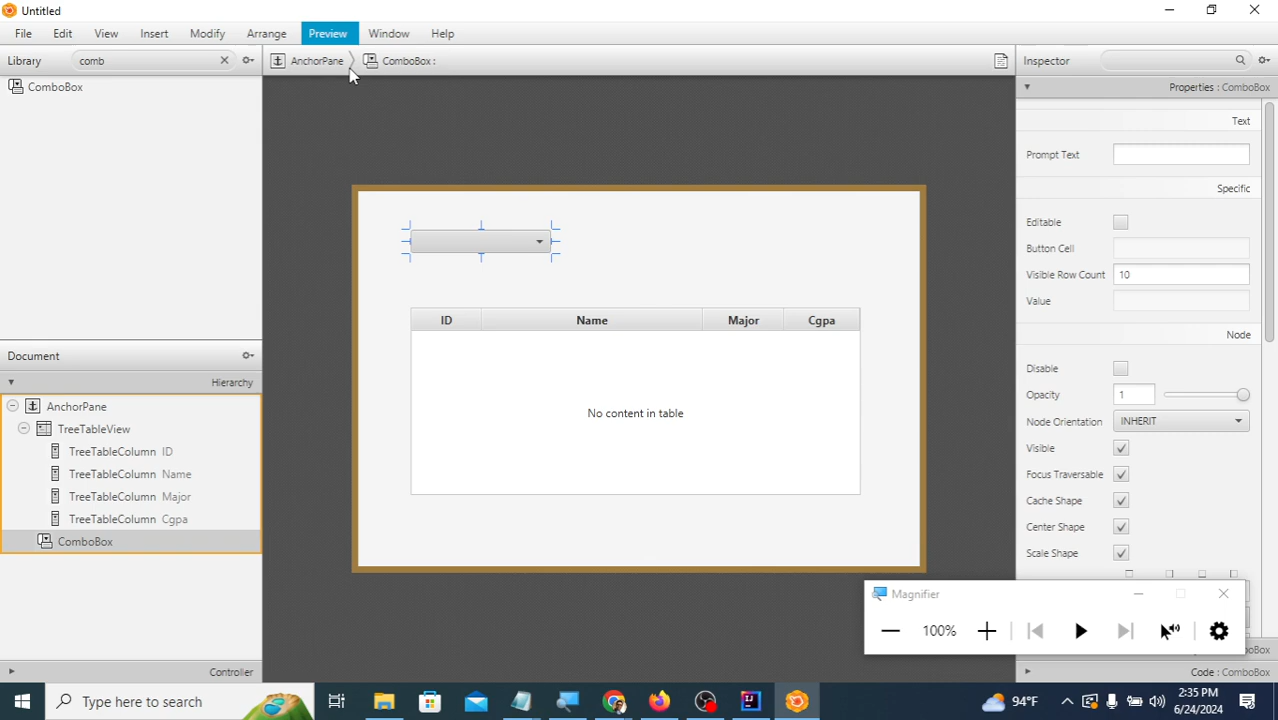 Untitled
File Edit View Insert Modify Arrange Preview Window Help
Library comb
AnchorPane ComboBox :
Inspector
ComboBox
Properties : ComboBox
Text
Prompt Text
Specific
Editable
Button Cell
Visible Row Count 10
Value
Node
Disable
Opacity 1
Node Orientation INHERIT
Visible
Focus Traversable
Cache Shape
Center Shape
Scale Shape
ID Name Major Cgpa
No content in table
Document
Hierarchy
AnchorPane
TreeTableView
TreeTableColumn ID
TreeTableColumn Name
TreeTableColumn Major
TreeTableColumn Cgpa
ComboBox
Controller
Magnifier
100%
Code : ComboBox
Type here to search
94°F
2:35 PM
6/24/2024